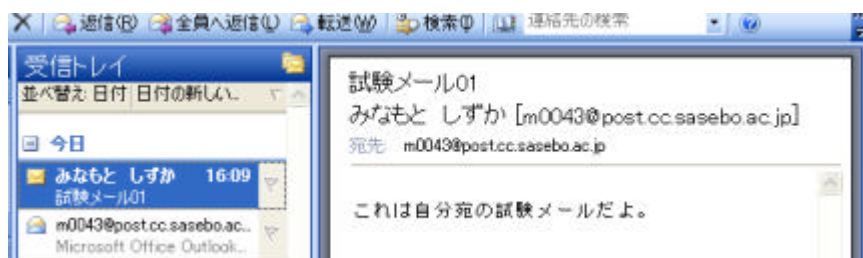 返信(R) 全員へ返信(L) 転送(W) 検索(I) 連絡先の検索
受信トレイ
並べ替え: 日付 日付の新しい...
今日
みなもと しずか 16:09
試験メール01
m0043@post.cc.sasebo.ac...
Microsoft Office Outlook...
試験メール01
みなもと しずか [m0043@post.cc.sasebo.ac.jp]
宛先: m0043@post.cc.sasebo.ac.jp
これは自分宛の試験メールだよ。